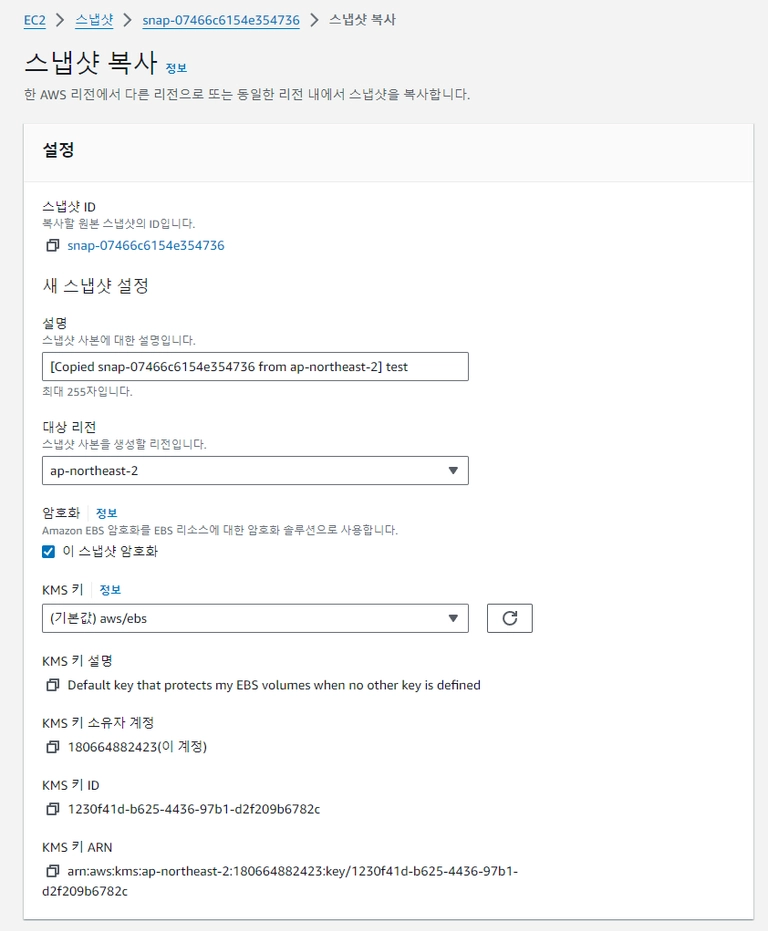 EC2 > 스냅샷 > snap-07466c6154e354736 > 스냅샷 복사
스냅샷 복사 정보
한 AWS 리전에서 다른 리전으로 또는 동일한 리전 내에서 스냅샷을 복사합니다.
설정
스냅샷 ID
복사할 원본 스냅샷의 ID입니다.
snap-07466c6154e354736
새 스냅샷 설정
설명
스냅샷 사본에 대한 설명입니다.
[Copied snap-07466c6154e354736 from ap-northeast-2] test
최대 255자입니다.
대상 리전
스냅샷 사본을 생성할 리전입니다.
ap-northeast-2
암호화 정보
Amazon EBS 암호화를 EBS 리소스에 대한 암호화 솔루션으로 사용합니다.
이 스냅샷 암호화
KMS 키 정보
(기본값) aws/ebs
KMS 키 설명
Default key that protects my EBS volumes when no other key is defined
KMS 키 소유자 계정
180664882423(이 계정)
KMS 키 ID
1230f41d-b625-4436-97b1-d2f209b6782c
KMS 키 ARN
arn:aws:kms:ap-northeast-2:180664882423:key/1230f41d-b625-4436-97b1-
d2f209b6782c